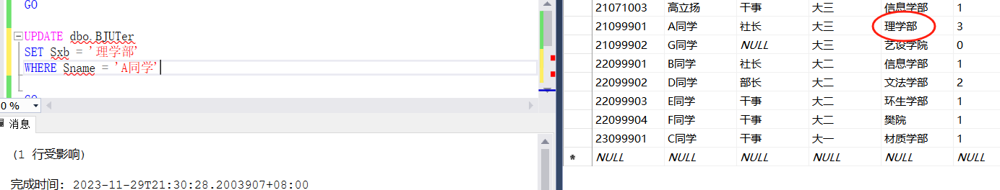 GO
UPDATE dbo.BJUTer
SET Sxb = '理学部'
WHERE Sname = 'A同学'
GO
0 %
消息
(1 行受影响)
完成时间: 2023-11-29T21:30:28.2003907+08:00
21071003 高立扬 干事 大三 信息学部 1
21099901 A同学 社长 大三 理学部 3
21099902 G同学 NULL 大三 艺设学院 0
22099901 B同学 社长 大二 信息学部 1
22099902 D同学 部长 大二 文法学部 2
22099903 E同学 干事 大二 环生学部 1
22099904 F同学 干事 大二 樊院 1
23099901 C同学 干事 大一 材质学部 1
* NULL NULL NULL NULL NULL NULL